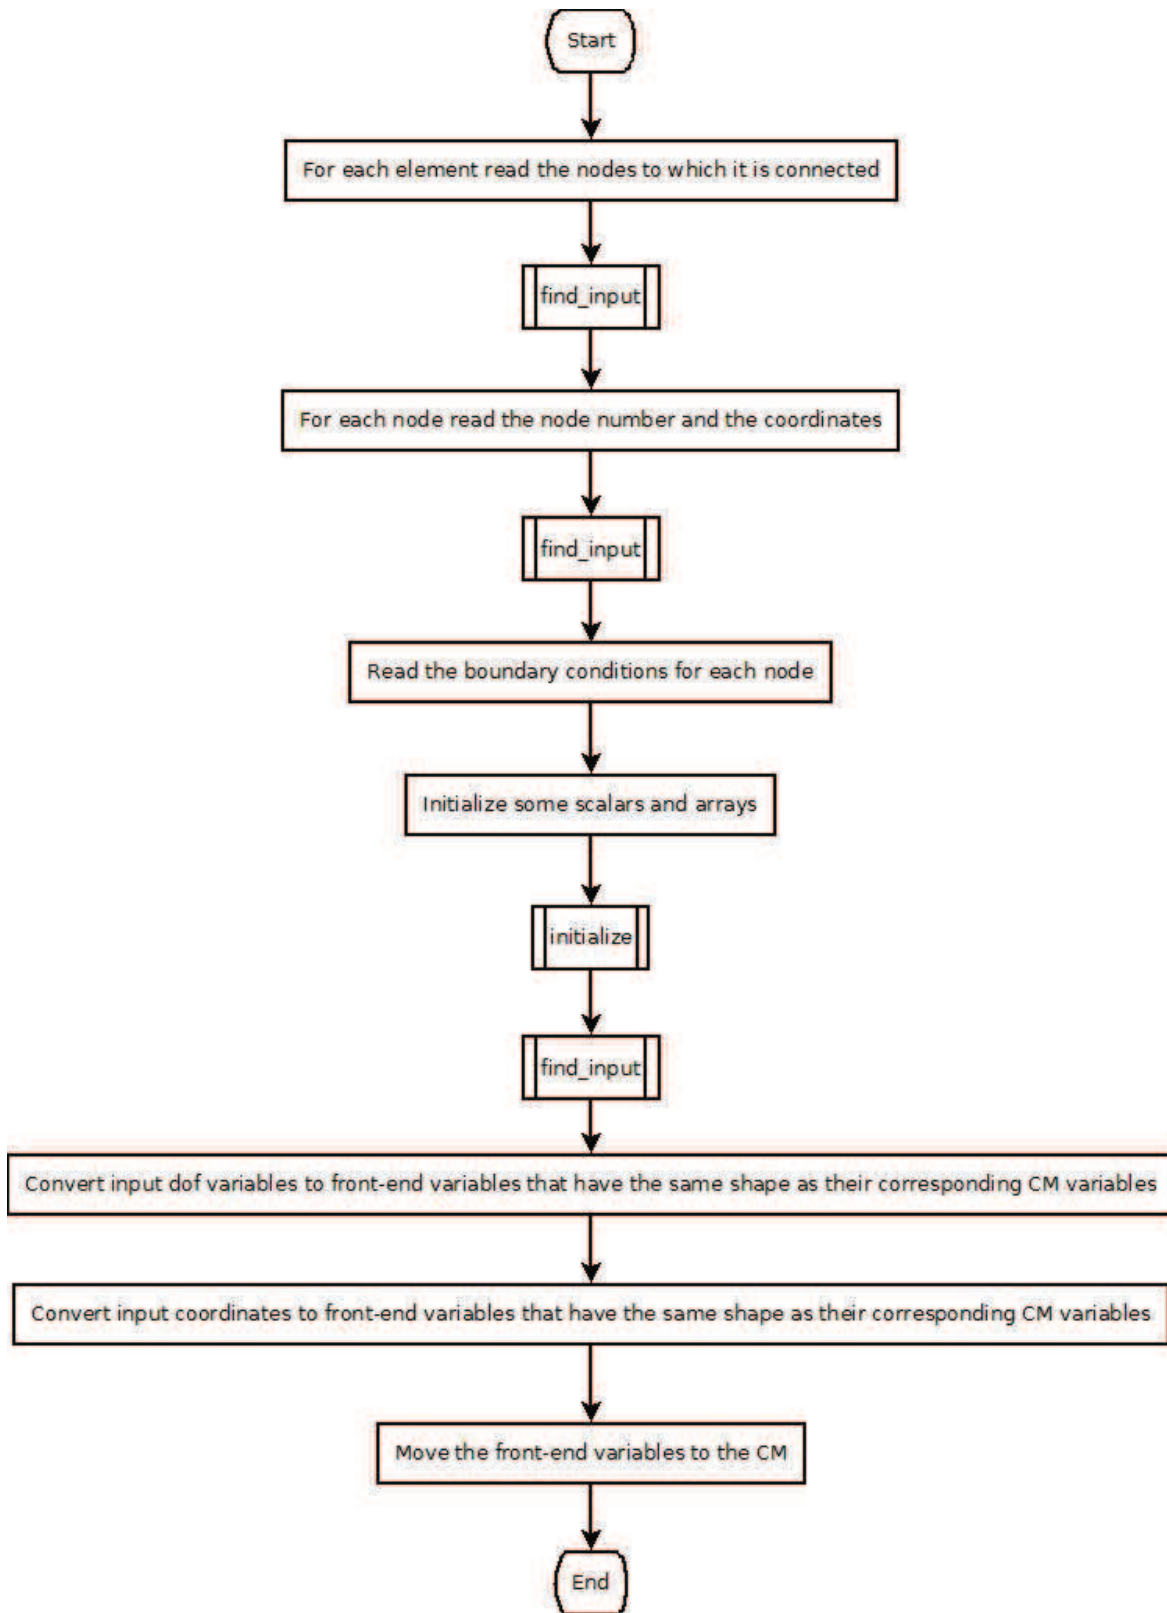 Start
For each element read the nodes to which it is connected
find_input
For each node read the node number and the coordinates
find_input
Read the boundary conditions for each node
Initialize some scalars and arrays
initialize
find_input
Convert input dof variables to front-end variables that have the same shape as their corresponding CM variables
Convert input coordinates to front-end variables that have the same shape as their corresponding CM variables
Move the front-end variables to the CM
End